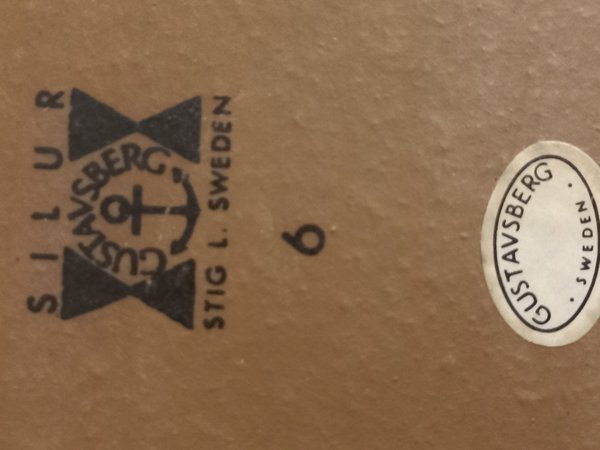 SILUR
GUSTAVSBERG
STIG L. SWEDEN
6
GUSTAVSBERG
· SWEDEN ·